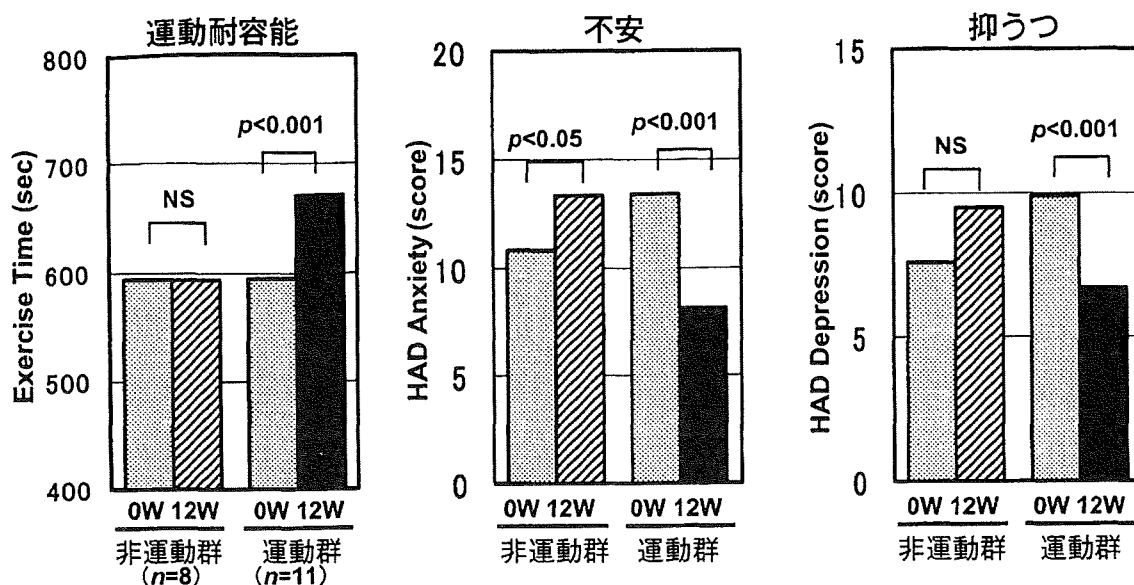 運動耐容能
800
700
600
500
400
Exercise Time (sec)
NS
p<0.001
0W 12W 0W 12W
非運動群 運動群
(n=8) (n=11)
不安
20
15
10
5
0
HAD Anxiety (score)
p<0.05
p<0.001
0W 12W 0W 12W
非運動群 運動群
抑うつ
15
10
5
0
HAD Depression (score)
NS
p<0.001
0W 12W 0W 12W
非運動群 運動群